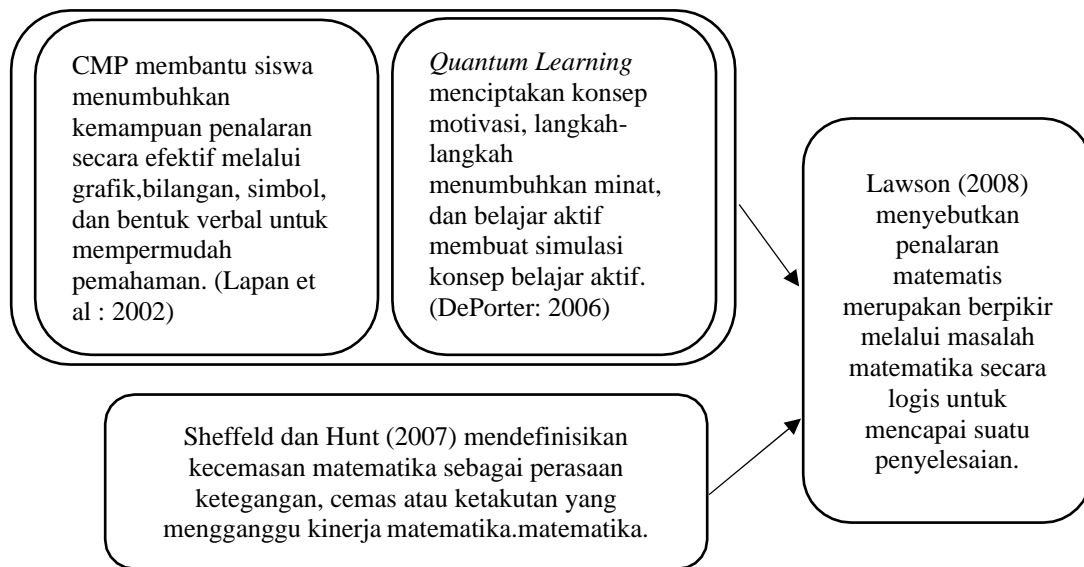 CMP membantu siswa
menumbuhkan
kemampuan penalaran
secara efektif melalui
grafik,bilangan, simbol,
dan bentuk verbal untuk
mempermudah
pemahaman. (Lapan et
al : 2002)
Quantum Learning
menciptakan konsep
motivasi, langkah-
langkah
menumbuhkan minat,
dan belajar aktif
membuat simulasi
konsep belajar aktif.
(DePorter: 2006)
Lawson (2008)
menyebutkan
penalaran
matematis
merupakan berpikir
melalui masalah
matematika secara
logis untuk
mencapai suatu
penyelesaian.
Sheffeld dan Hunt (2007) mendefinisikan
kecemasan matematika sebagai perasaan
ketegangan, cemas atau ketakutan yang
mengganggu kinerja matematika.matematika.